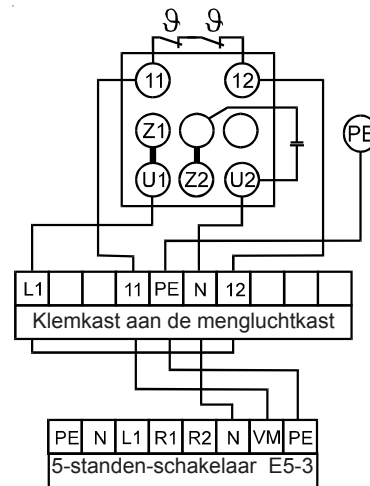 ϑ ϑ
11 12
Z1 PE
U1 Z2 U2
L1 11 PE N 12
Klemkast aan de mengluchtkast
PE N L1 R1 R2 N VM PE
5-standen-schakelaar E5-3